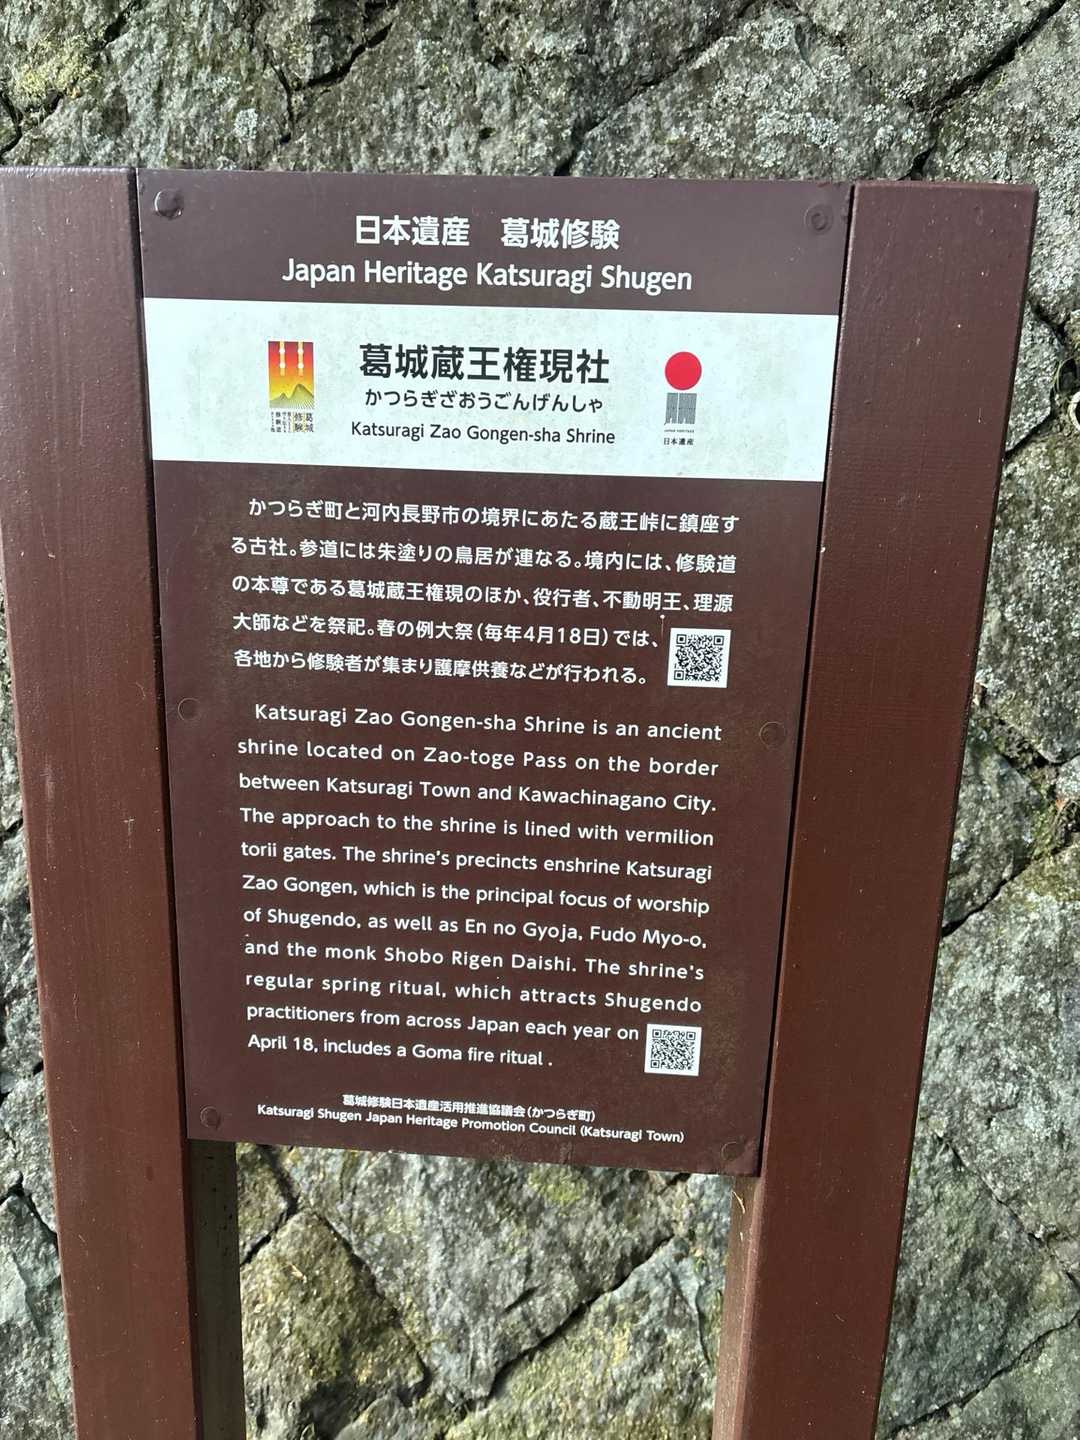 日本遺産　葛城修験
Japan Heritage Katsuragi Shugen
葛城蔵王権現社
かつらぎざおうごんげんしゃ
Katsuragi Zao Gongen-sha Shrine
葛城
修験
JAPAN HERITAGE
日本遺産
かつらぎ町と河内長野市の境界にあたる蔵王峠に鎮座す
る古社。参道には朱塗りの鳥居が連なる。境内には、修験道
の本尊である葛城蔵王権現のほか、役行者、不動明王、理源
大師などを祭祀。春の例大祭（毎年4月18日）では、
各地から修験者が集まり護摩供養などが行われる。
Katsuragi Zao Gongen-sha Shrine is an ancient
shrine located on Zao-toge Pass on the border
between Katsuragi Town and Kawachinagano City.
The approach to the shrine is lined with vermilion
torii gates. The shrine's precincts enshrine Katsuragi
Zao Gongen, which is the principal focus of worship
of Shugendo, as well as En no Gyoja, Fudo Myo-o,
and the monk Shobo Rigen Daishi. The shrine's
regular spring ritual, which attracts Shugendo
practitioners from across Japan each year on
April 18, includes a Goma fire ritual .
葛城修験日本遺産活用推進協議会（かつらぎ町）
Katsuragi Shugen Japan Heritage Promotion Council (Katsuragi Town)